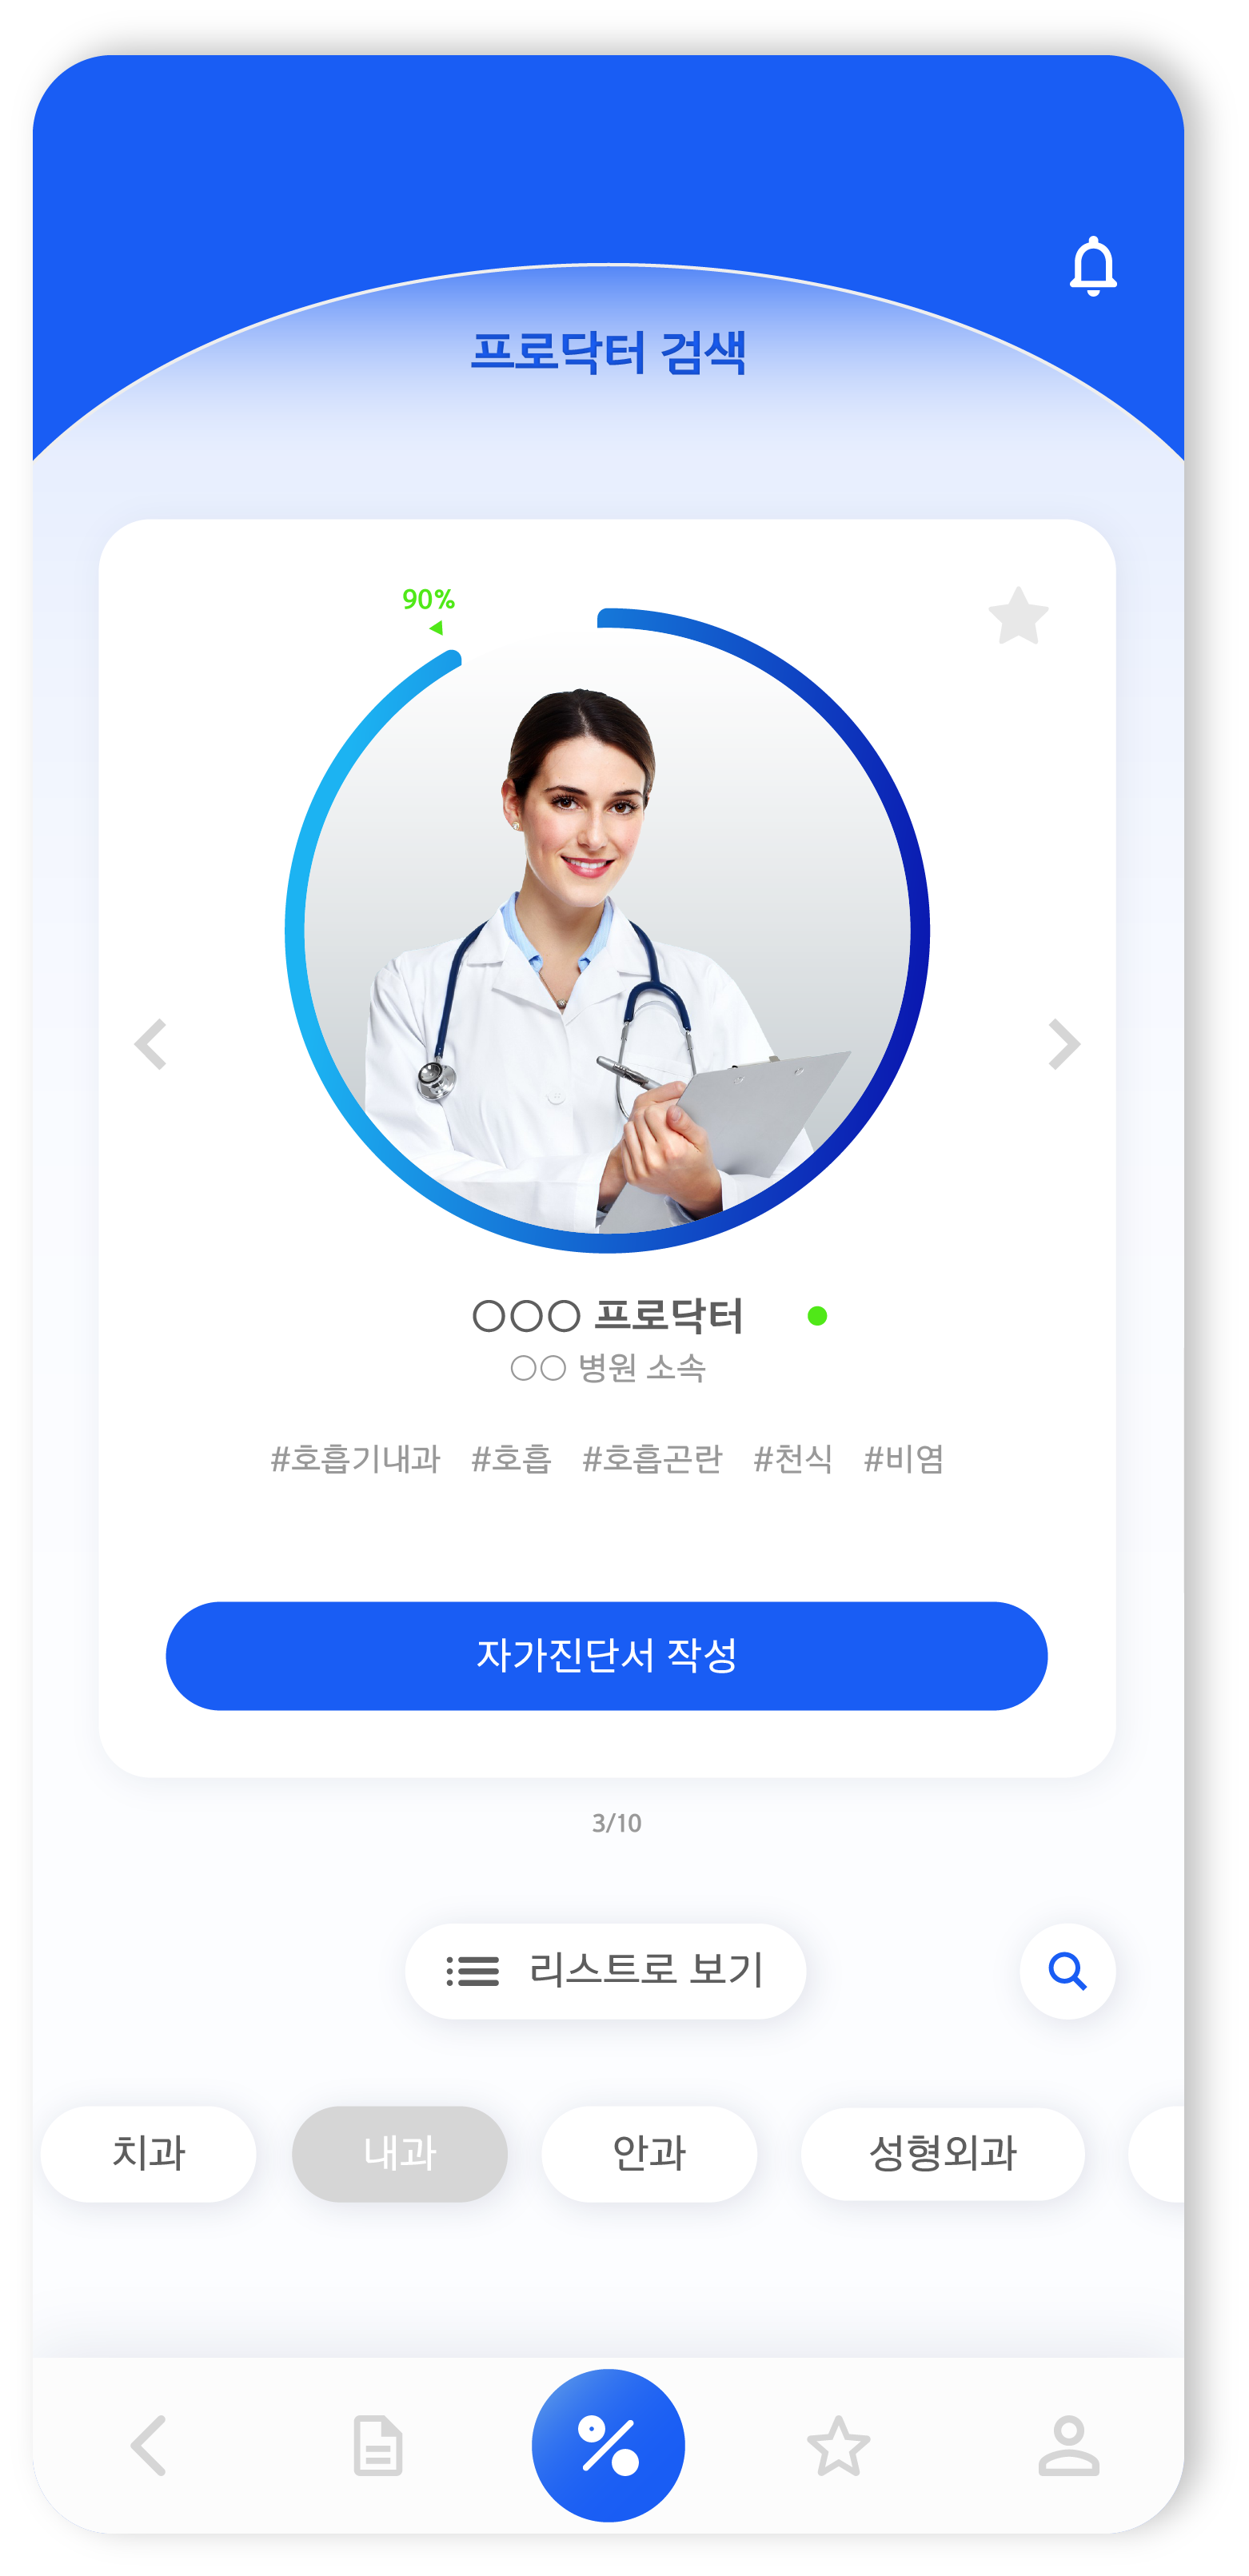 프로닥터 검색
90%
○○○ 프로닥터
○○ 병원 소속
#호흡기내과 #호흡 #호흡곤란 #천식 #비염
자가진단서 작성
3/10
리스트로 보기
치과 내과 안과 성형외과